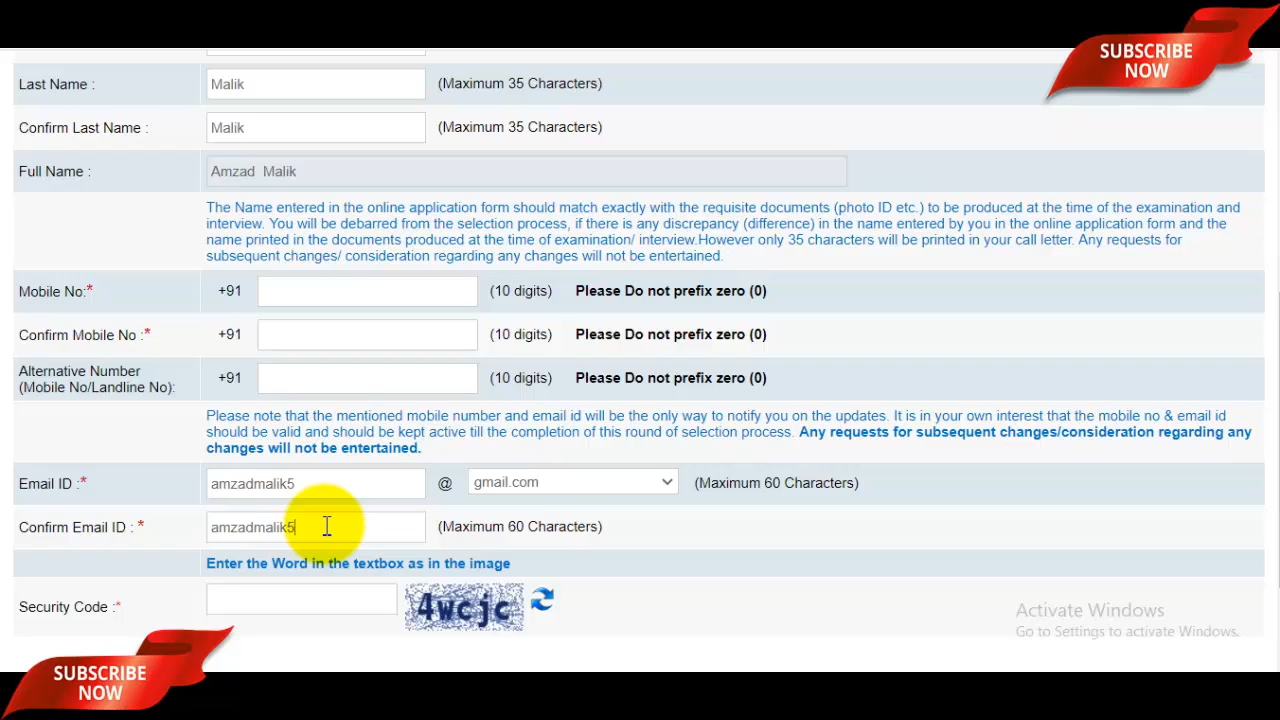 SUBSCRIBE
NOW
Last Name :
Malik
(Maximum 35 Characters)
Confirm Last Name :
Malik
(Maximum 35 Characters)
Full Name :
Amzad  Malik
The Name entered in the online application form should match exactly with the requisite documents (photo ID etc.) to be produced at the time of the examination and
interview. You will be debarred from the selection process, if there is any discrepancy (difference) in the name entered by you in the online application form and the
name printed in the documents produced at the time of examination/ interview.However only 35 characters will be printed in your call letter. Any requests for
subsequent changes/ consideration regarding any changes will not be entertained.
Mobile No:*
+91
(10 digits)
Please Do not prefix zero (0)
Confirm Mobile No :*
+91
(10 digits)
Please Do not prefix zero (0)
Alternative Number
(Mobile No/Landline No):
+91
(10 digits)
Please Do not prefix zero (0)
Please note that the mentioned mobile number and email id will be the only way to notify you on the updates. It is in your own interest that the mobile no & email id
should be valid and should be kept active till the completion of this round of selection process. Any requests for subsequent changes/consideration regarding any
changes will not be entertained.
Email ID :*
amzadmalik5
@
gmail.com
(Maximum 60 Characters)
Confirm Email ID : *
amzadmalik5
(Maximum 60 Characters)
Enter the Word in the textbox as in the image
Security Code :*
4wcjc
Activate Windows
Go to Settings to activate Windows.
SUBSCRIBE
NOW